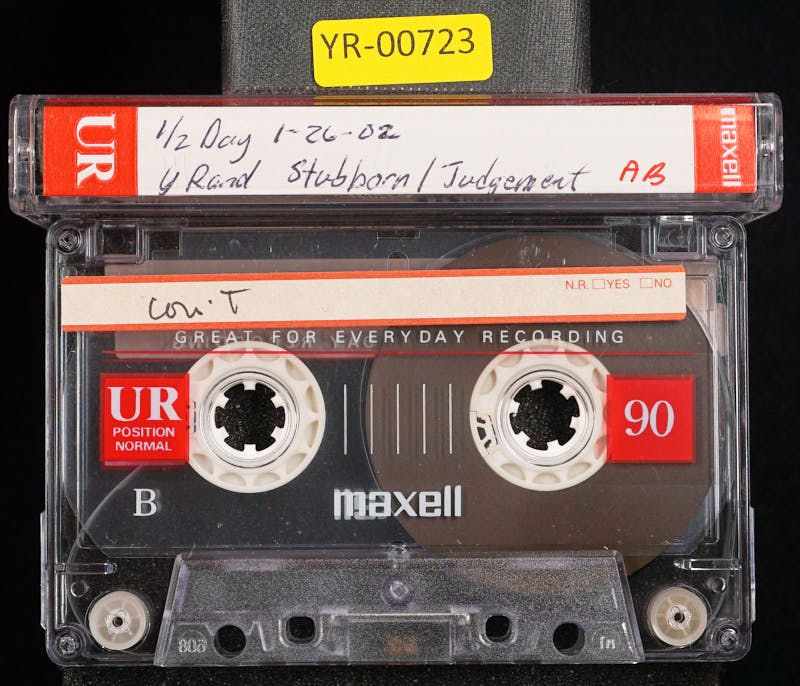 YR-00723
UR
1/2 Day 1-26-02
Y Rand Stubborn / Judgement AB
maxell
con't
N.R. YES NO
GREAT FOR EVERYDAY RECORDING
UR
POSITION
NORMAL
90
B
maxell